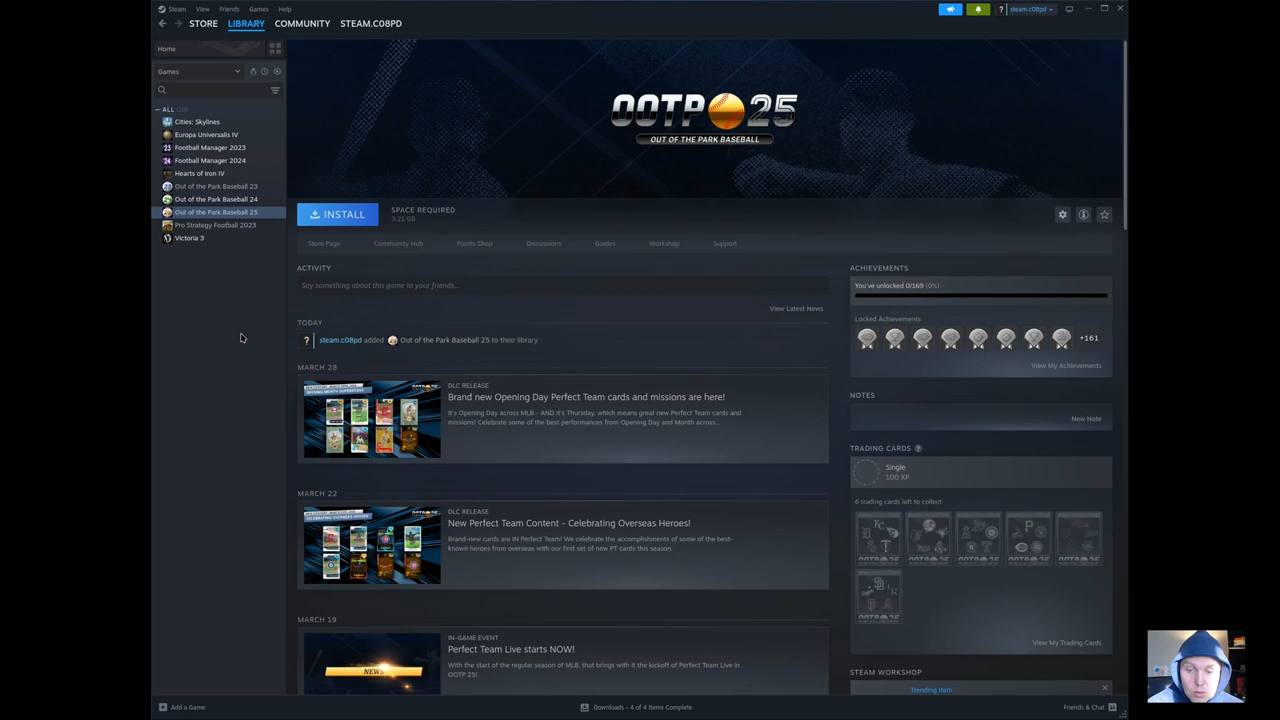 Steam View Friends Games Help
steam.c08pd
STORE LIBRARY COMMUNITY STEAM.C08PD
Home
Games
ALL
Cities: Skylines
Europa Universalis IV
Football Manager 2023
Football Manager 2024
Hearts of Iron IV
Out of the Park Baseball 23
Out of the Park Baseball 24
Out of the Park Baseball 25
Pro Strategy Football 2023
Victoria 3
OOTP 25
OUT OF THE PARK BASEBALL
INSTALL
SPACE REQUIRED
5.21 GB
Store Page Community Hub Points Shop Discussions Guides Workshop Support
ACTIVITY
Say something about this game to your friends...
View Latest News
TODAY
steam.c08pd added Out of the Park Baseball 25 to their library
MARCH 28
DLC RELEASE
Brand new Opening Day Perfect Team cards and missions are here!
It's Opening Day across MLB - AND it's Thursday, which means great new Perfect Team cards and
missions! Celebrate some of the best performances from Opening Day and Month across...
MARCH 22
DLC RELEASE
New Perfect Team Content - Celebrating Overseas Heroes!
Brand-new cards are IN Perfect Team! We celebrate the accomplishments of some of the best-
known heroes from overseas with our first set of new PT cards this season.
MARCH 19
IN-GAME EVENT
Perfect Team Live starts NOW!
With the start of the regular season of MLB, that brings with it the kickoff of Perfect Team Live in
OOTP 25!
NEWS
ACHIEVEMENTS
You've unlocked 0/169 (0%)
Locked Achievements
+161
View My Achievements
NOTES
New Note
TRADING CARDS
Single
100 XP
6 trading cards left to collect
View My Trading Cards
STEAM WORKSHOP
Trending Item
Add a Game
Downloads - 4 of 4 Items Complete
Friends & Chat